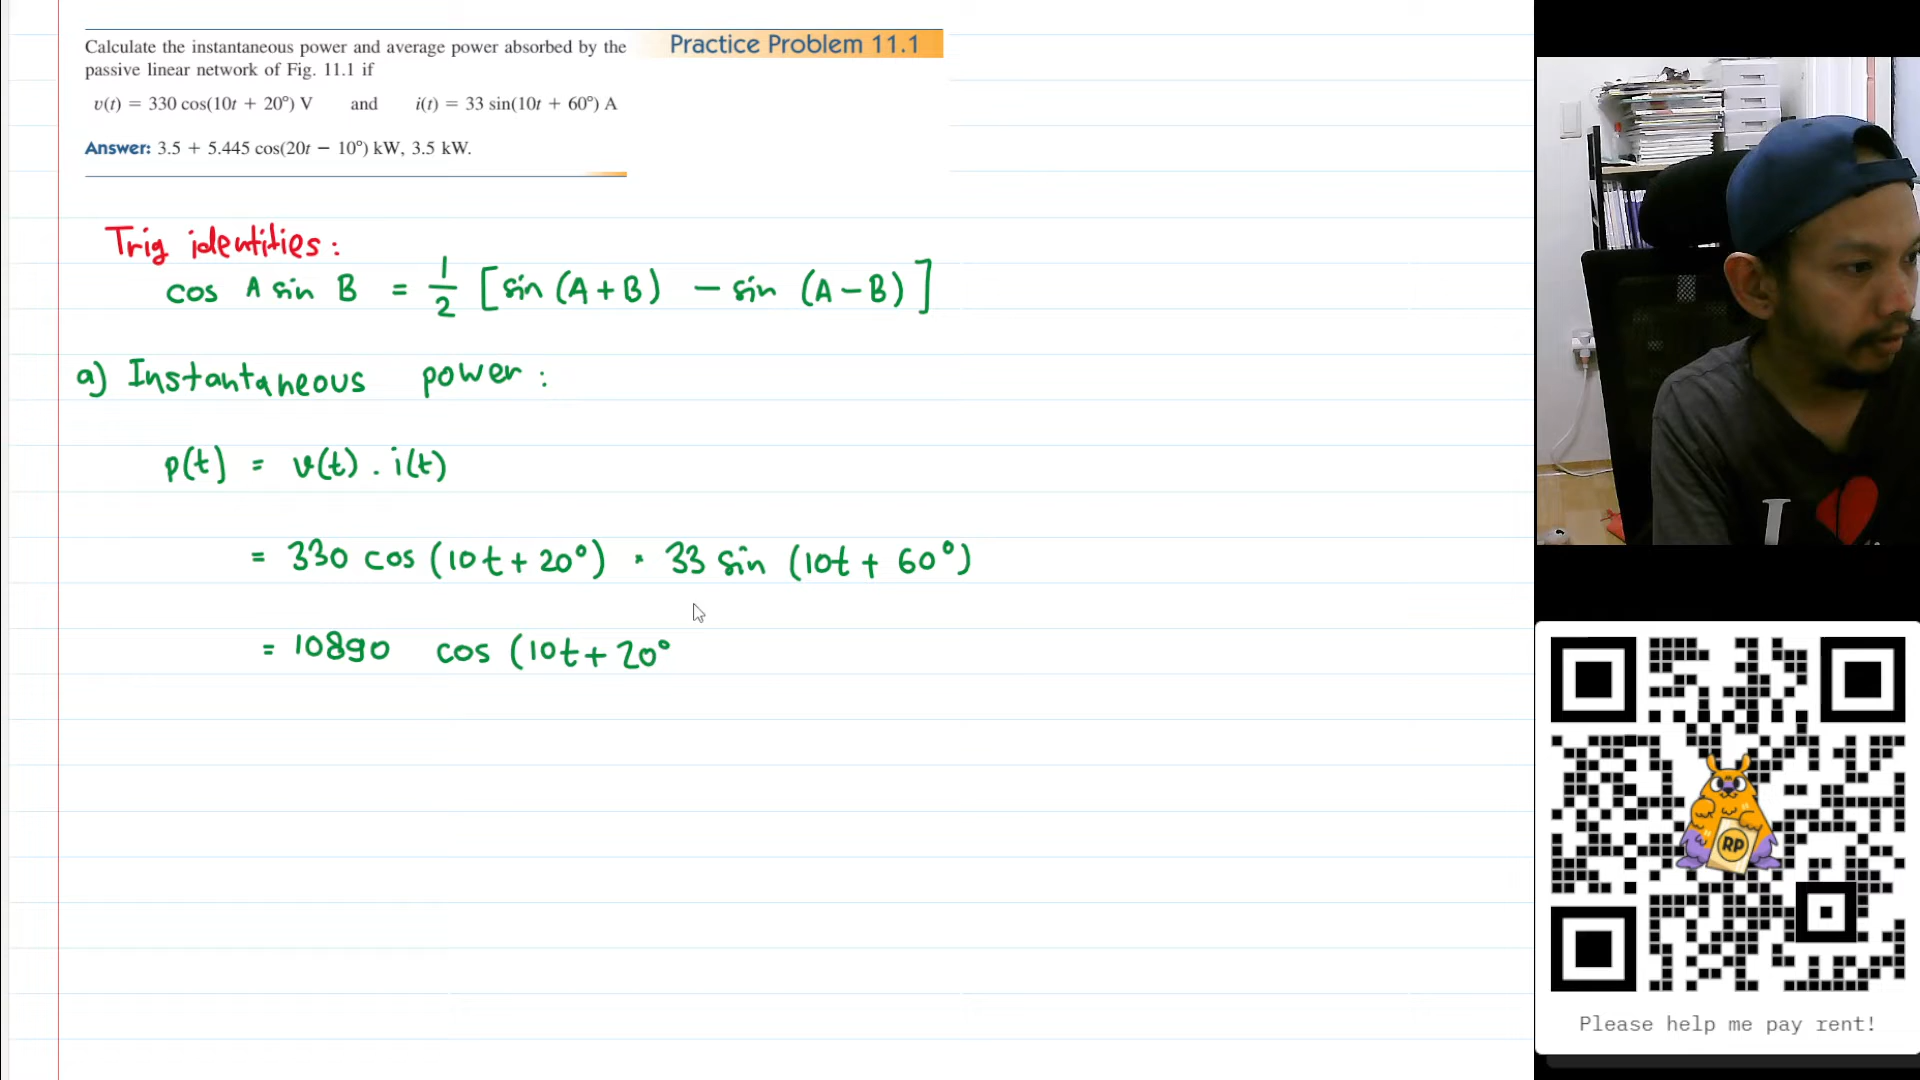 Calculate the instantaneous power and average power absorbed by the
passive linear network of Fig. 11.1 if
v(t) = 330 cos(10t + 20°) V and i(t) = 33 sin(10t + 60°) A
Answer: 3.5 + 5.445 cos(20t − 10°) kW, 3.5 kW.
Practice Problem 11.1
Trig identities:
cos A sin B = 1/2 [sin (A+B) − sin (A−B)]
a) Instantaneous power:
p(t) = v(t) . i(t)
= 330 cos (10t + 20°) · 33 sin (10t + 60°)
= 10890 cos (10t + 20°
I
RP
Please help me pay rent!